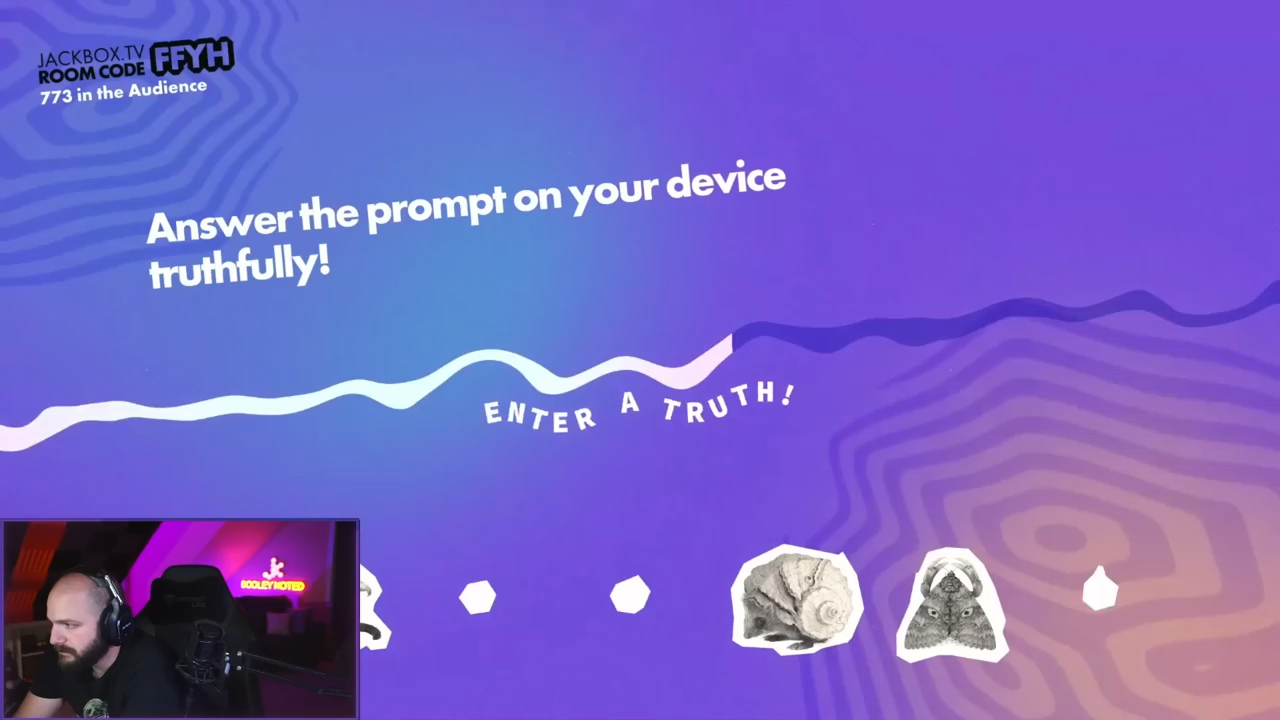 JACKBOX.TV
ROOM CODE FFYH
773 in the Audience
Answer the prompt on your device
truthfully!
ENTER A TRUTH!